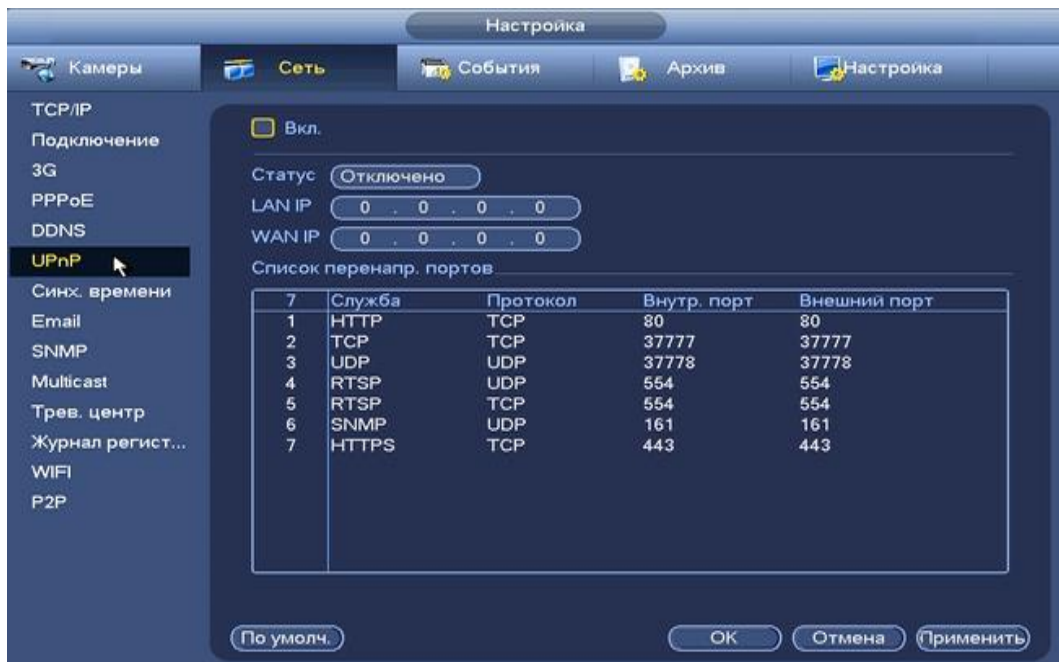 Настройка
Камеры Сеть События Архив Настройка
TCP/IP
Подключение
3G
PPPoE
DDNS
UPnP
Синх. времени
Email
SNMP
Multicast
Трев. центр
Журнал регист...
WIFI
P2P
Вкл.
Статус Отключено
LAN IP 0 . 0 . 0 . 0
WAN IP 0 . 0 . 0 . 0
Список перенапр. портов
7 Служба Протокол Внутр. порт Внешний порт
1 HTTP TCP 80 80
2 TCP TCP 37777 37777
3 UDP UDP 37778 37778
4 RTSP UDP 554 554
5 RTSP TCP 554 554
6 SNMP UDP 161 161
7 HTTPS TCP 443 443
По умолч. OK Отмена Применить